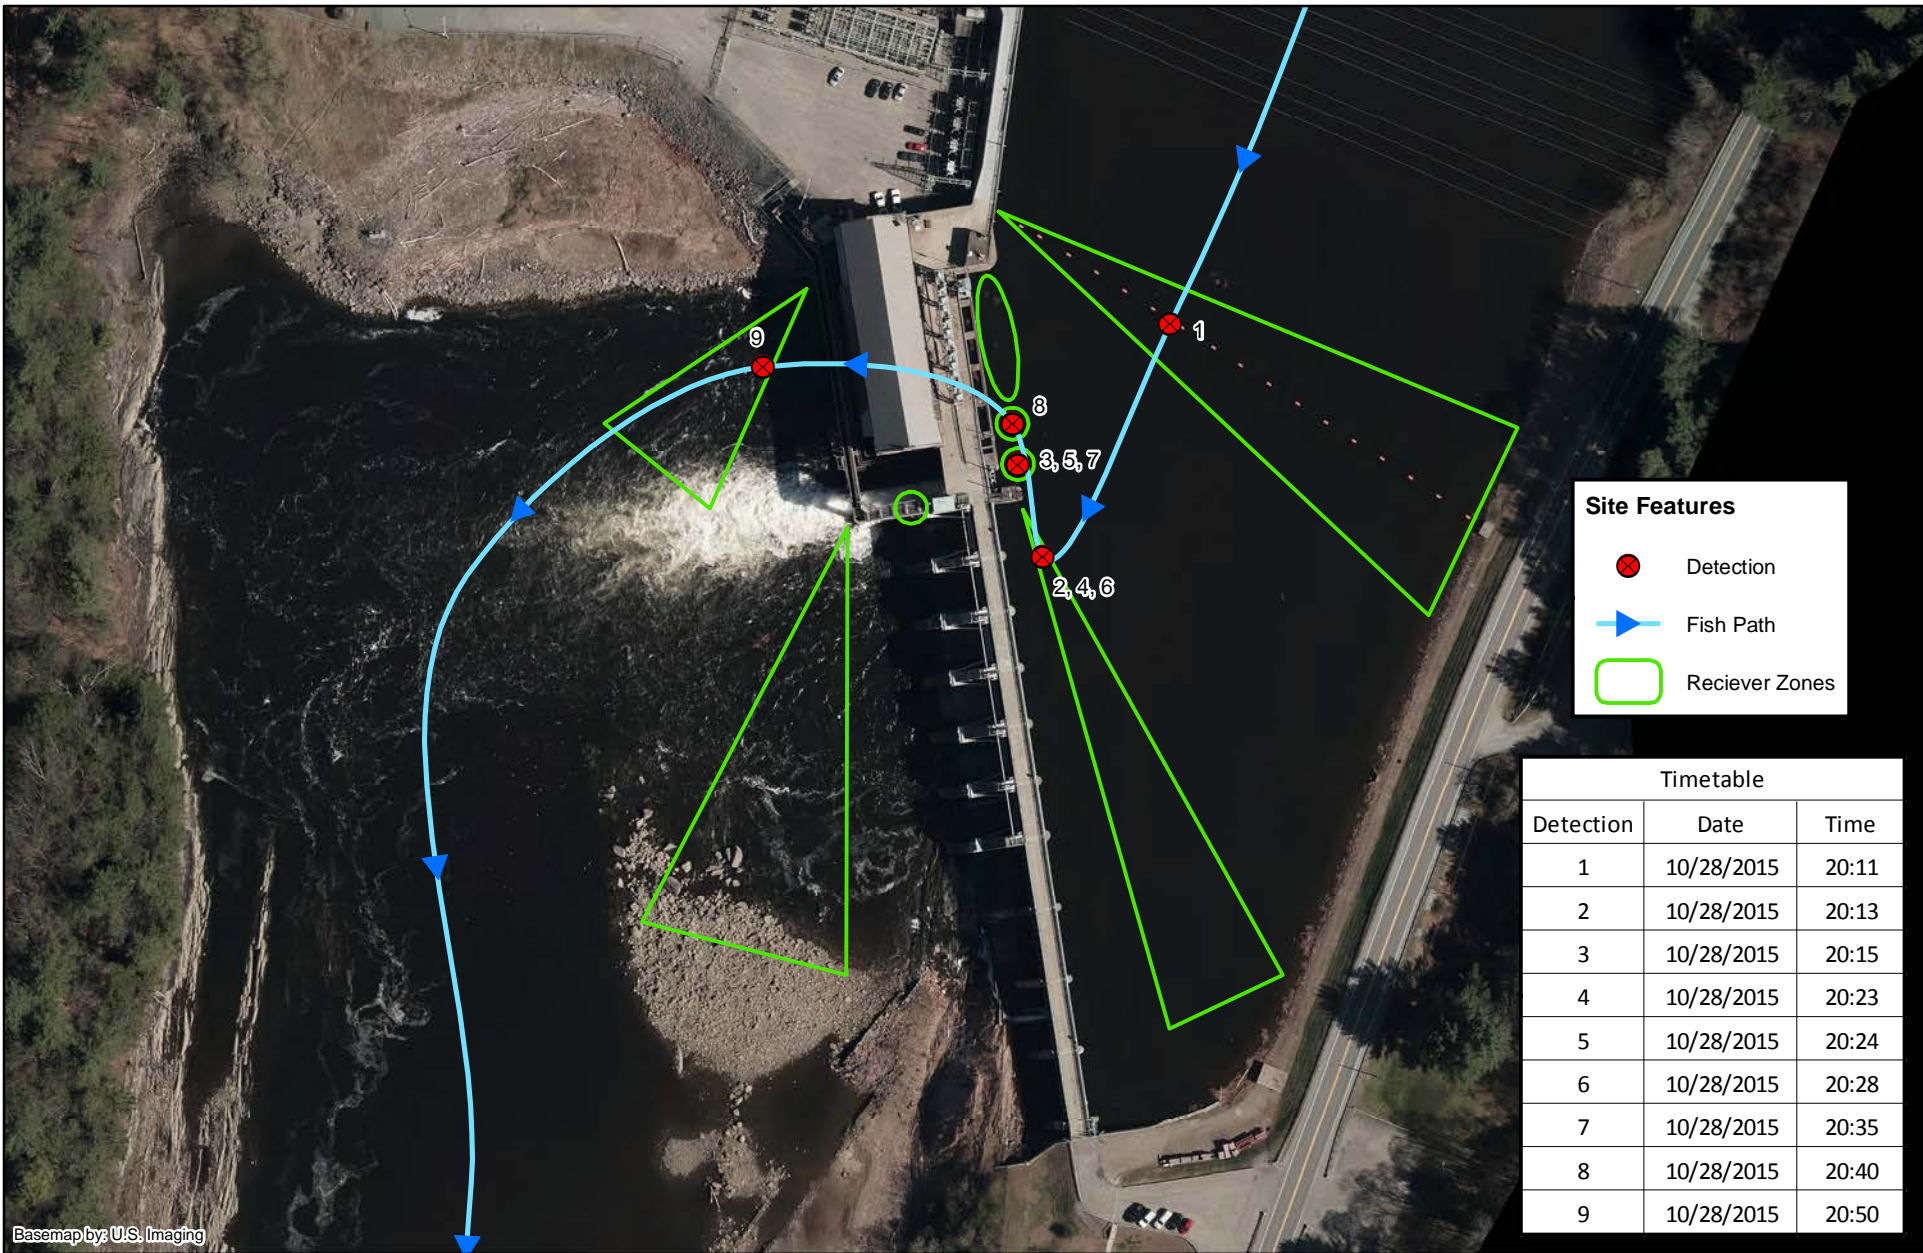 1
9
8
3, 5, 7
2, 4, 6
Site Features
Detection
Fish Path
Reciever Zones
Timetable
Detection Date Time
1 10/28/2015 20:11
2 10/28/2015 20:13
3 10/28/2015 20:15
4 10/28/2015 20:23
5 10/28/2015 20:24
6 10/28/2015 20:28
7 10/28/2015 20:35
8 10/28/2015 20:40
9 10/28/2015 20:50
Basemap by: U.S. Imaging